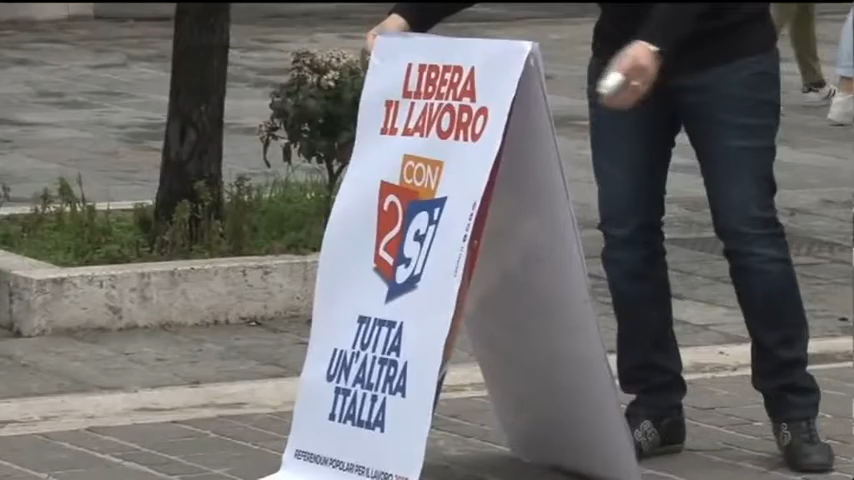 LIBERA
IL LAVORO
CON
2 Sì
TUTTA
UN'ALTRA
ITALIA
REFERENDUM POPOLARI PER IL LAVORO